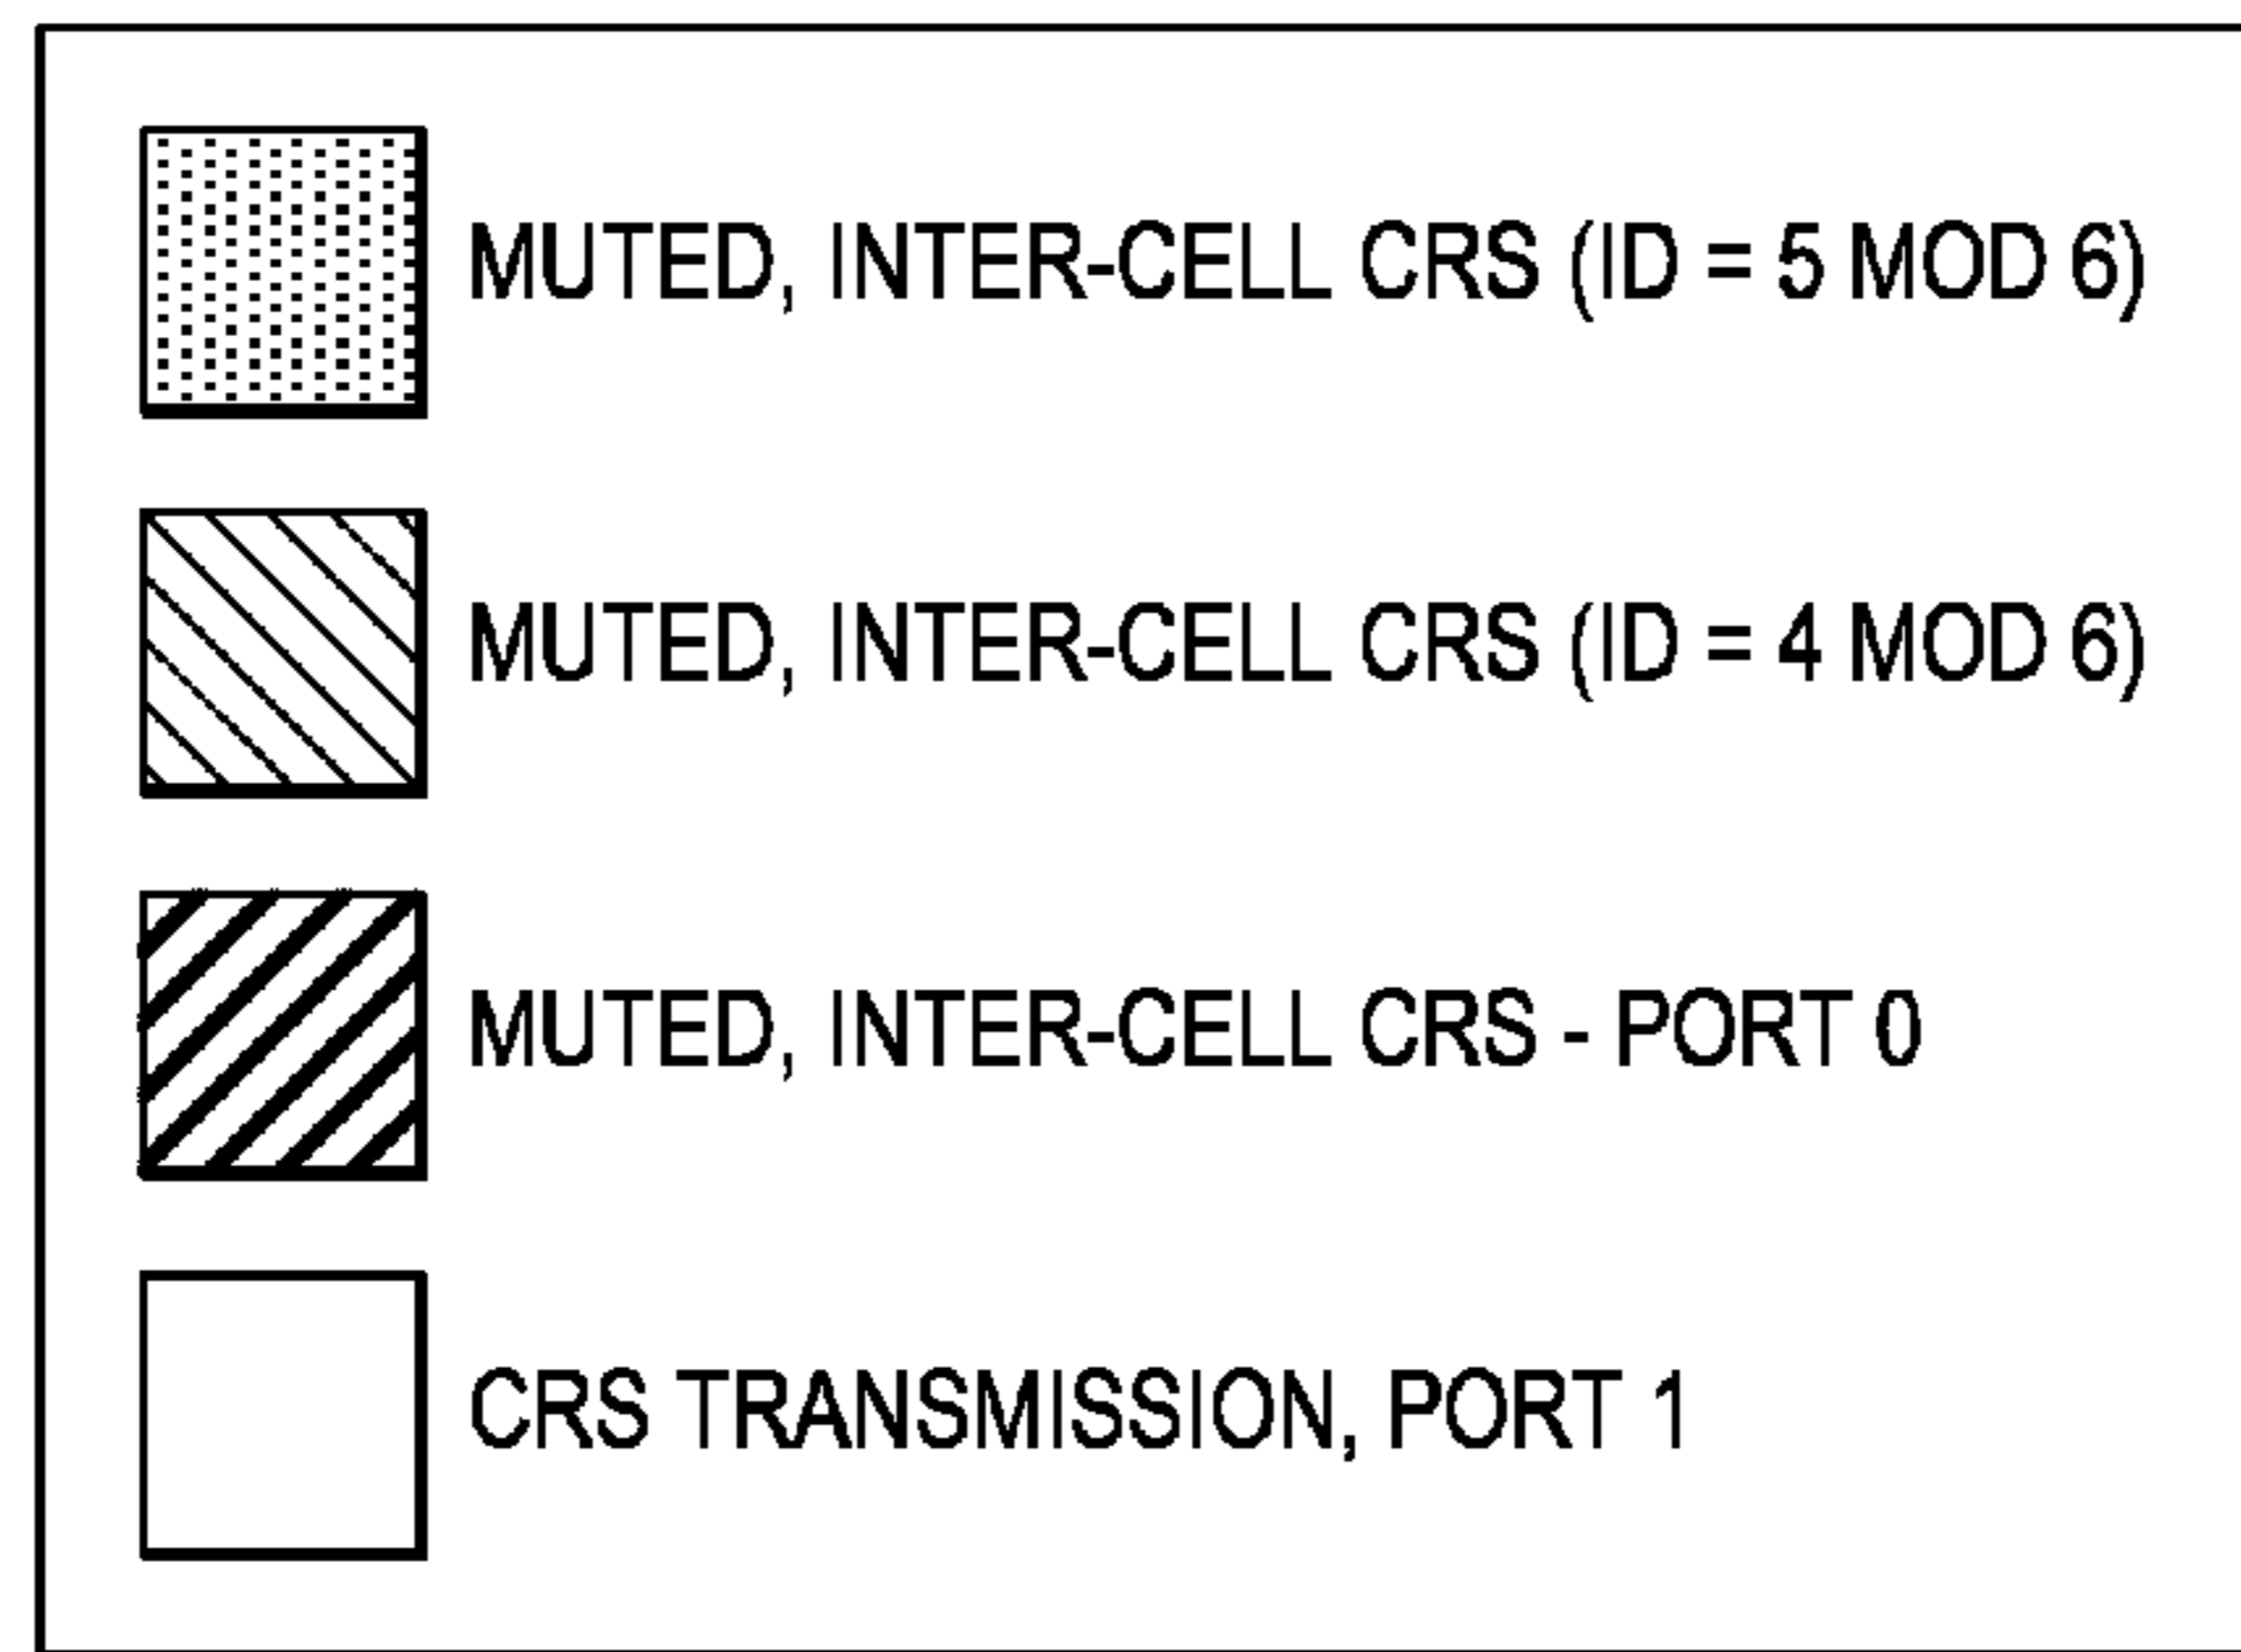 MUTED, INTER-CELL CRS (ID = 5 MOD 6)
MUTED, INTER-CELL CRS (ID = 4 MOD 6)
MUTED, INTER-CELL CRS - PORT 0
CRS TRANSMISSION, PORT 1